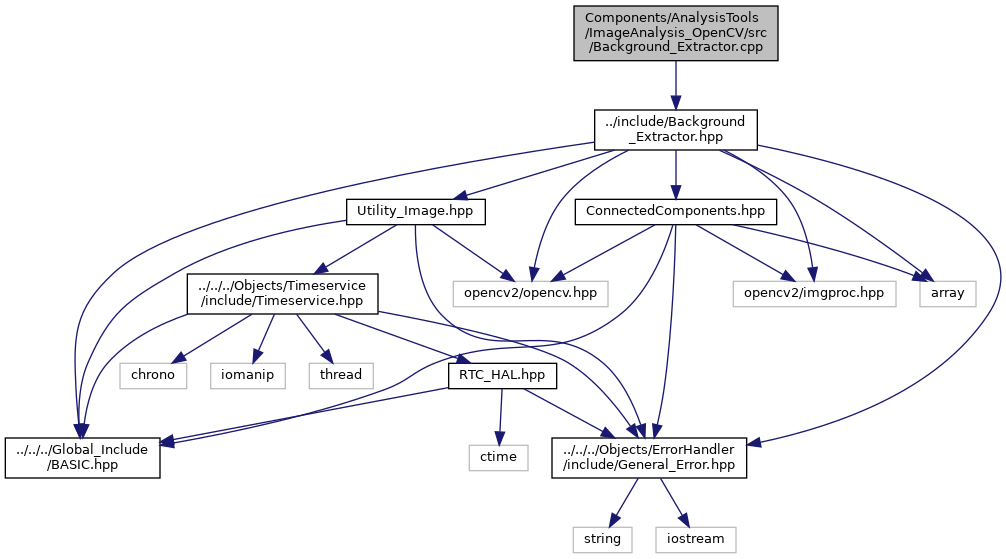 Components/AnalysisTools
/ImageAnalysis_OpenCV/src
/Background_Extractor.cpp
../include/Background
_Extractor.hpp
Utility_Image.hpp
ConnectedComponents.hpp
../../../Objects/Timeservice
/include/Timeservice.hpp
opencv2/opencv.hpp
opencv2/imgproc.hpp
array
chrono
iomanip
thread
RTC_HAL.hpp
../../../Global_Include
/BASIC.hpp
ctime
../../../Objects/ErrorHandler
/include/General_Error.hpp
string
iostream